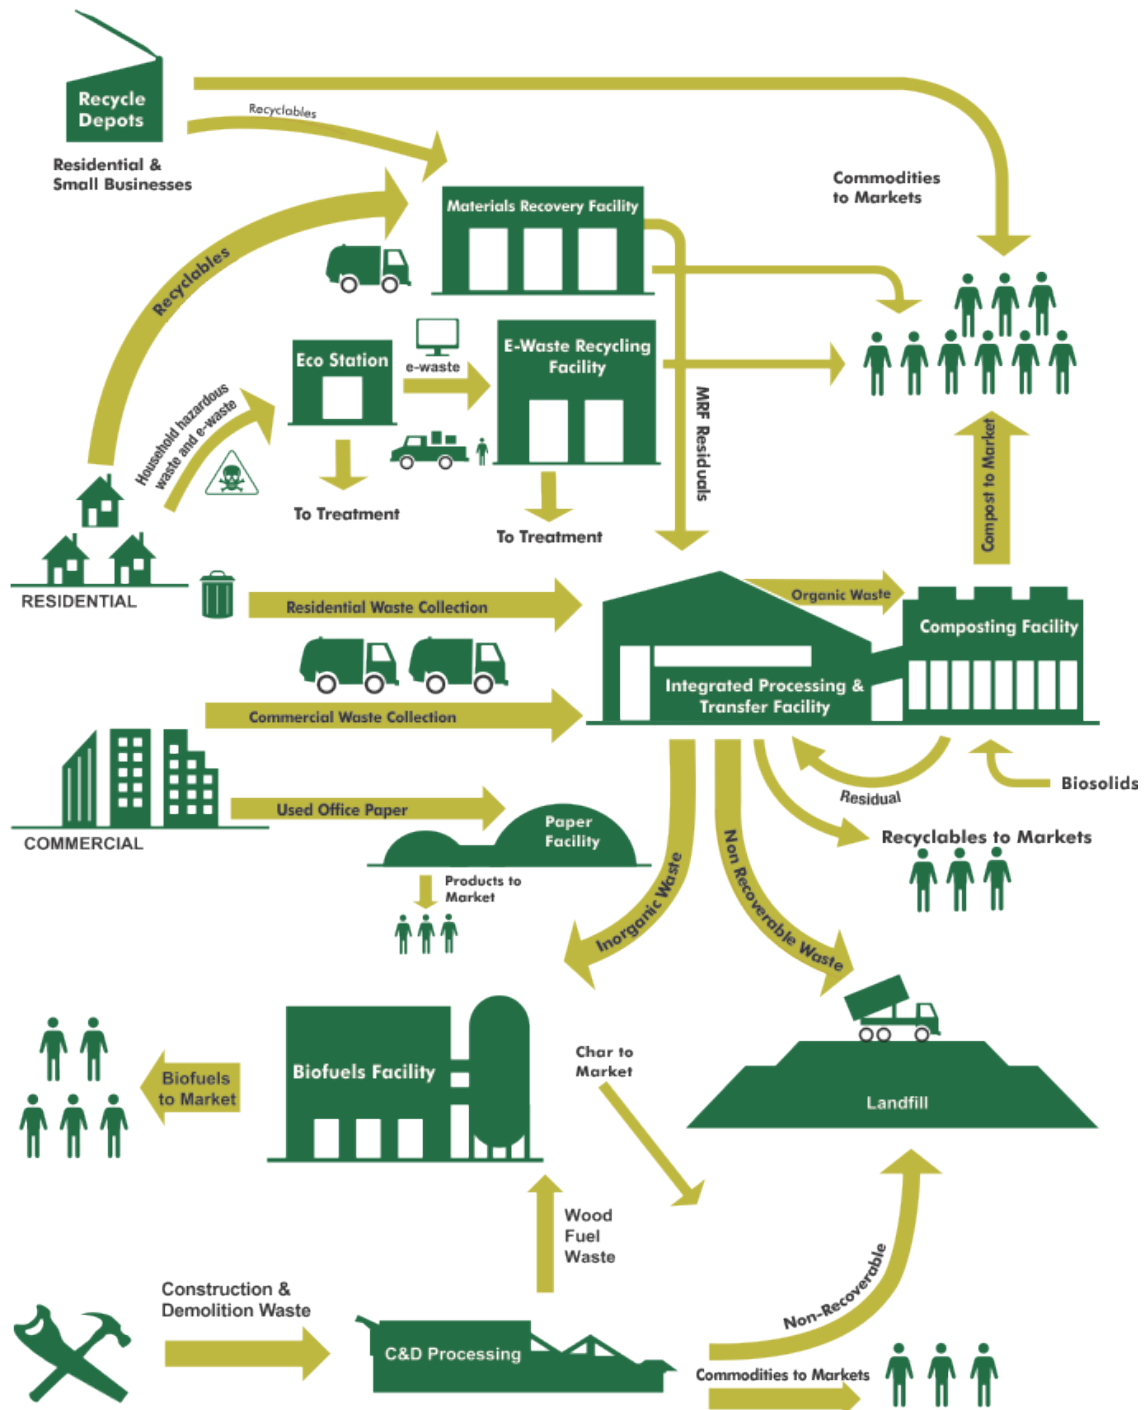 Recycle
Depots
Recyclables
Residential &
Small Businesses
Commodities
to Markets
Materials Recovery Facility
Recyclables
Eco Station
e-waste
E-Waste Recycling
Facility
MRF Residuals
Household hazardous
waste and e-waste
To Treatment
To Treatment
Compost to Market
RESIDENTIAL
Residential Waste Collection
Organic Waste
Composting Facility
Integrated Processing &
Transfer Facility
Commercial Waste Collection
Biosolids
Residual
COMMERCIAL
Used Office Paper
Paper
Facility
Recyclables to Markets
Products to
Market
Inorganic Waste
Non Recoverable Waste
Biofuels Facility
Biofuels
to Market
Char to
Market
Landfill
Wood
Fuel
Waste
Construction &
Demolition Waste
C&D Processing
Non-Recoverable
Commodities to Markets